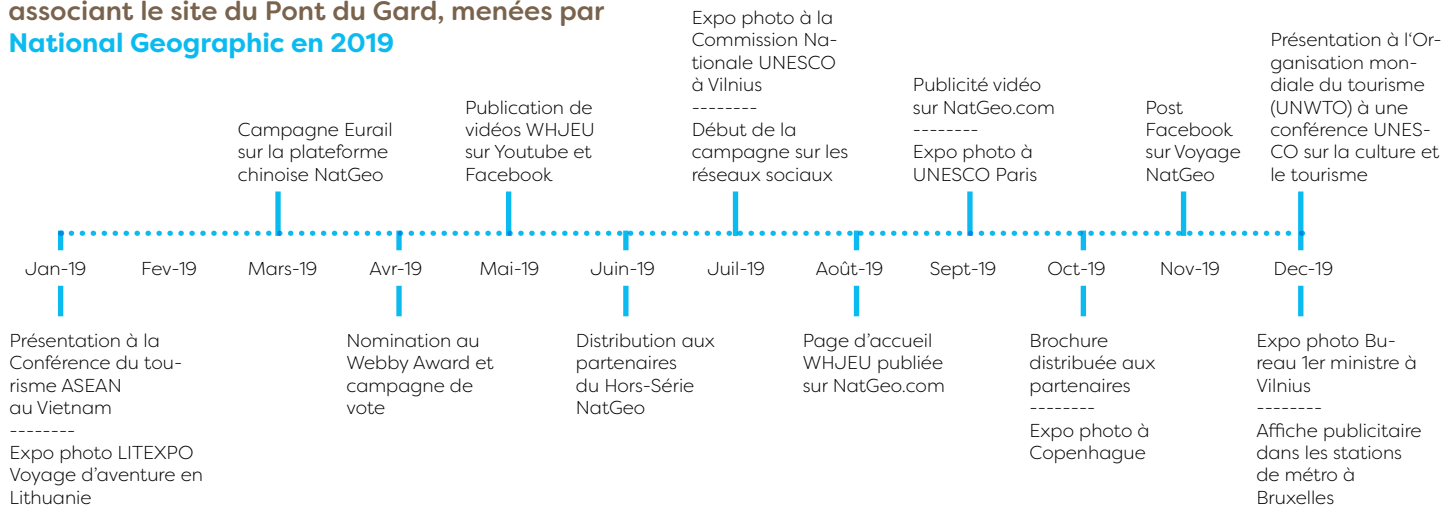 associant le site du Pont du Gard, menées par
National Geographic en 2019
Campagne Eurail
sur la plateforme
chinoise NatGeo
Publication de
vidéos WHJEU
sur Youtube et
Facebook
Expo photo à la
Commission Na-
tionale UNESCO
à Vilnius
--------
Début de la
campagne sur les
réseaux sociaux
Publicité vidéo
sur NatGeo.com
--------
Expo photo à
UNESCO Paris
Post
Facebook
sur Voyage
NatGeo
Présentation à l‘Or-
ganisation mon-
diale du tourisme
(UNWTO) à une
conférence UNES-
CO sur la culture et
le tourisme
Jan-19 Fev-19 Mars-19 Avr-19 Mai-19 Juin-19 Juil-19 Août-19 Sept-19 Oct-19 Nov-19 Dec-19
Présentation à la
Conférence du tou-
risme ASEAN
au Vietnam
--------
Expo photo LITEXPO
Voyage d’aventure en
Lithuanie
Nomination au
Webby Award et
campagne de
vote
Distribution aux
partenaires
du Hors-Série
NatGeo
Page d’accueil
WHJEU publiée
sur NatGeo.com
Brochure
distribuée aux
partenaires
--------
Expo photo à
Copenhague
Expo photo Bu-
reau 1er ministre à
Vilnius
--------
Affiche publicitaire
dans les stations
de métro à
Bruxelles